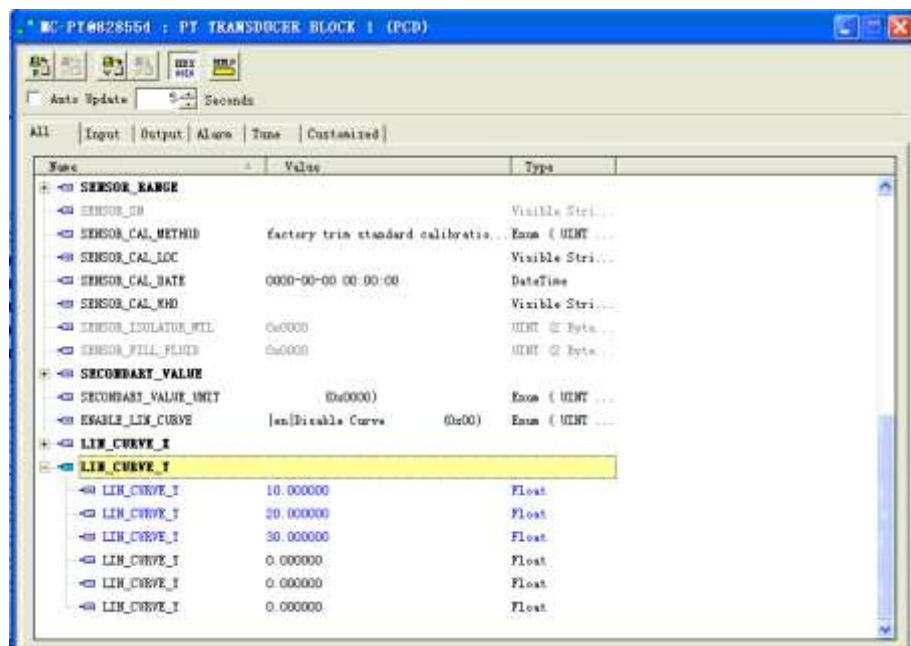 MC-PT0828554 : PT TRANSDUCER BLOCK 1 (PCD)
Auto Update 5 Seconds
All Input Output Alarm Tune Customized
Name Value Type
SENSOR_RANGE
SENSOR_SN Visible Stri...
SENSOR_CAL_METHOD factory trim standard calibratio... Enum ( UINT ...
SENSOR_CAL_LOC Visible Stri...
SENSOR_CAL_DATE 0000-00-00 00:00:00 DateTime
SENSOR_CAL_WHO Visible Stri...
SENSOR_ISOLATOR_MTL 0x0000 UINT (2 Byte...
SENSOR_FILL_FLUID 0x0000 UINT (2 Byte...
SECONDARY_VALUE
SECONDARY_VALUE_UNIT (0x0000) Enum ( UINT ...
ENABLE_LIN_CURVE |en|Disable Curve (0x00) Enum ( UINT ...
LIN_CURVE_X
LIN_CURVE_Y
LIN_CURVE_Y 10.000000 Float
LIN_CURVE_Y 20.000000 Float
LIN_CURVE_Y 30.000000 Float
LIN_CURVE_Y 0.000000 Float
LIN_CURVE_Y 0.000000 Float
LIN_CURVE_Y 0.000000 Float